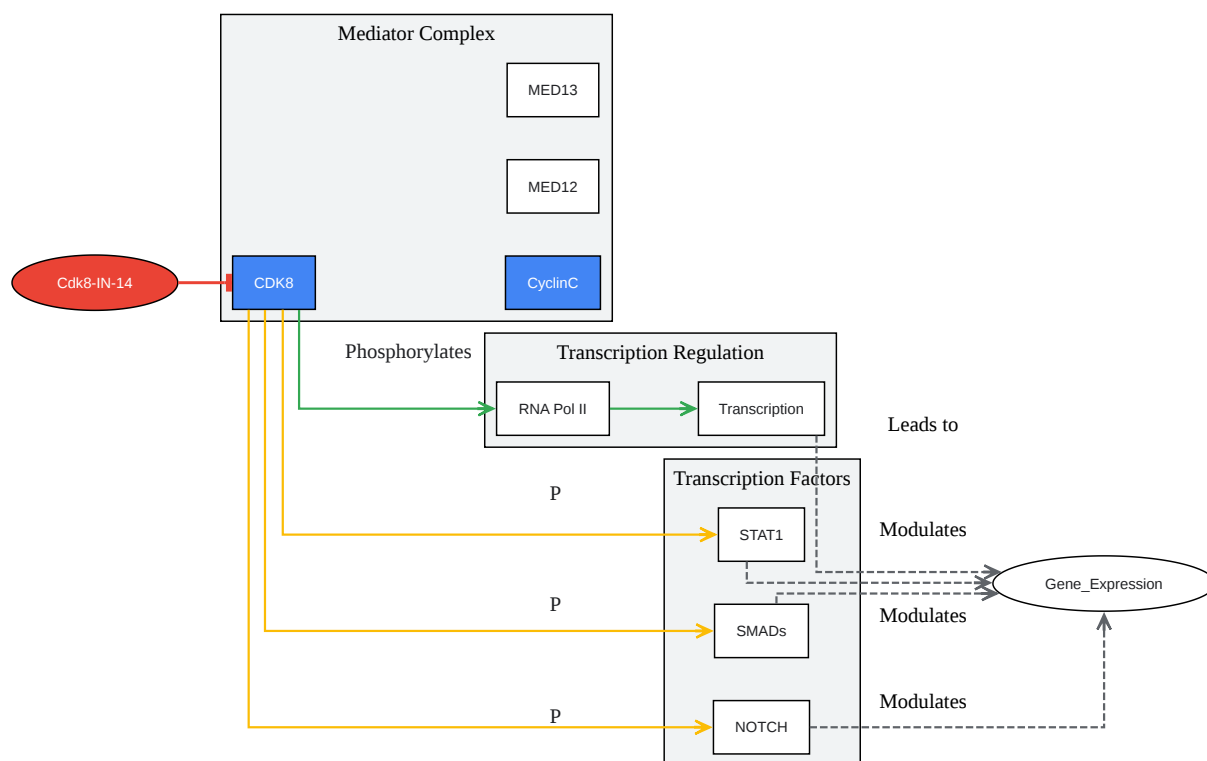 Mediator Complex
MED13
MED12
Cdk8-IN-14
CDK8
CyclinC
Phosphorylates
Transcription Regulation
RNA Pol II
Transcription
Leads to
Transcription Factors
P
STAT1
Modulates
Gene_Expression
P
SMADs
Modulates
P
NOTCH
Modulates